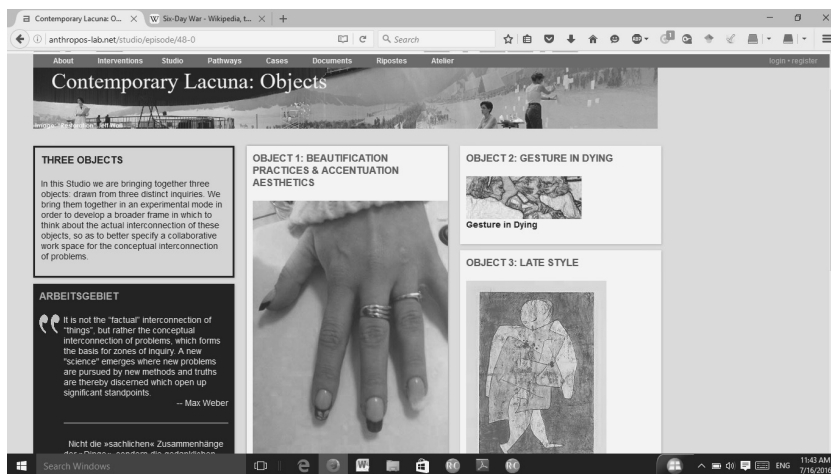 Contemporary Lacuna: O...
Six-Day War - Wikipedia, t...
anthropos-lab.net/studio/episode/48-0
Search
About Interventions Studio Pathways Cases Documents Ripostes Atelier
login • register
Contemporary Lacuna: Objects
THREE OBJECTS
In this Studio we are bringing together three
objects: drawn from three distinct inquiries. We
bring them together in an experimental mode in
order to develop a broader frame in which to
think about the actual interconnection of these
objects, so as to better specify a collaborative
work space for the conceptual interconnection
of problems.
ARBEITSGEBIET
It is not the "factual" interconnection of
"things", but rather the conceptual
interconnection of problems, which forms
the basis for zones of inquiry. A new
"science" emerges where new problems
are pursued by new methods and truths
are thereby discerned which open up
significant standpoints.
-- Max Weber
Nicht die »sachlichen« Zusammenhänge
der »Dinge«, sondern die gedanklichen
OBJECT 1: BEAUTIFICATION
PRACTICES & ACCENTUATION
AESTHETICS
OBJECT 2: GESTURE IN DYING
Gesture in Dying
OBJECT 3: LATE STYLE
Search Windows
ENG
11:43 AM
7/16/2016